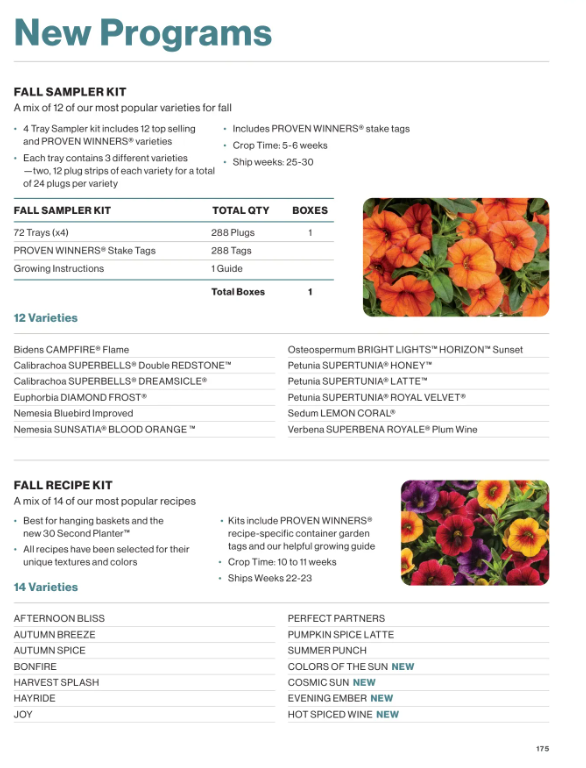 New Programs
FALL SAMPLER KIT
A mix of 12 of our most popular varieties for fall
• 4 Tray Sampler kit includes 12 top selling
and PROVEN WINNERS® varieties
• Each tray contains 3 different varieties
—two, 12 plug strips of each variety for a total
of 24 plugs per variety
• Includes PROVEN WINNERS® stake tags
• Crop Time: 5-6 weeks
• Ship weeks: 25-30
FALL SAMPLER KIT TOTAL QTY BOXES
72 Trays (x4) 288 Plugs 1
PROVEN WINNERS® Stake Tags 288 Tags
Growing Instructions 1 Guide
Total Boxes 1
12 Varieties
Bidens CAMPFIRE® Flame
Calibrachoa SUPERBELLS® Double REDSTONE™
Calibrachoa SUPERBELLS® DREAMSICLE®
Euphorbia DIAMOND FROST®
Nemesia Bluebird Improved
Nemesia SUNSATIA® BLOOD ORANGE ™
Osteospermum BRIGHT LIGHTS™ HORIZON™ Sunset
Petunia SUPERTUNIA® HONEY™
Petunia SUPERTUNIA® LATTE™
Petunia SUPERTUNIA® ROYAL VELVET®
Sedum LEMON CORAL®
Verbena SUPERBENA ROYALE® Plum Wine
FALL RECIPE KIT
A mix of 14 of our most popular recipes
• Best for hanging baskets and the
new 30 Second Planter™
• All recipes have been selected for their
unique textures and colors
• Kits include PROVEN WINNERS®
recipe-specific container garden
tags and our helpful growing guide
• Crop Time: 10 to 11 weeks
• Ships Weeks 22-23
14 Varieties
AFTERNOON BLISS
AUTUMN BREEZE
AUTUMN SPICE
BONFIRE
HARVEST SPLASH
HAYRIDE
JOY
PERFECT PARTNERS
PUMPKIN SPICE LATTE
SUMMER PUNCH
COLORS OF THE SUN NEW
COSMIC SUN NEW
EVENING EMBER NEW
HOT SPICED WINE NEW
175